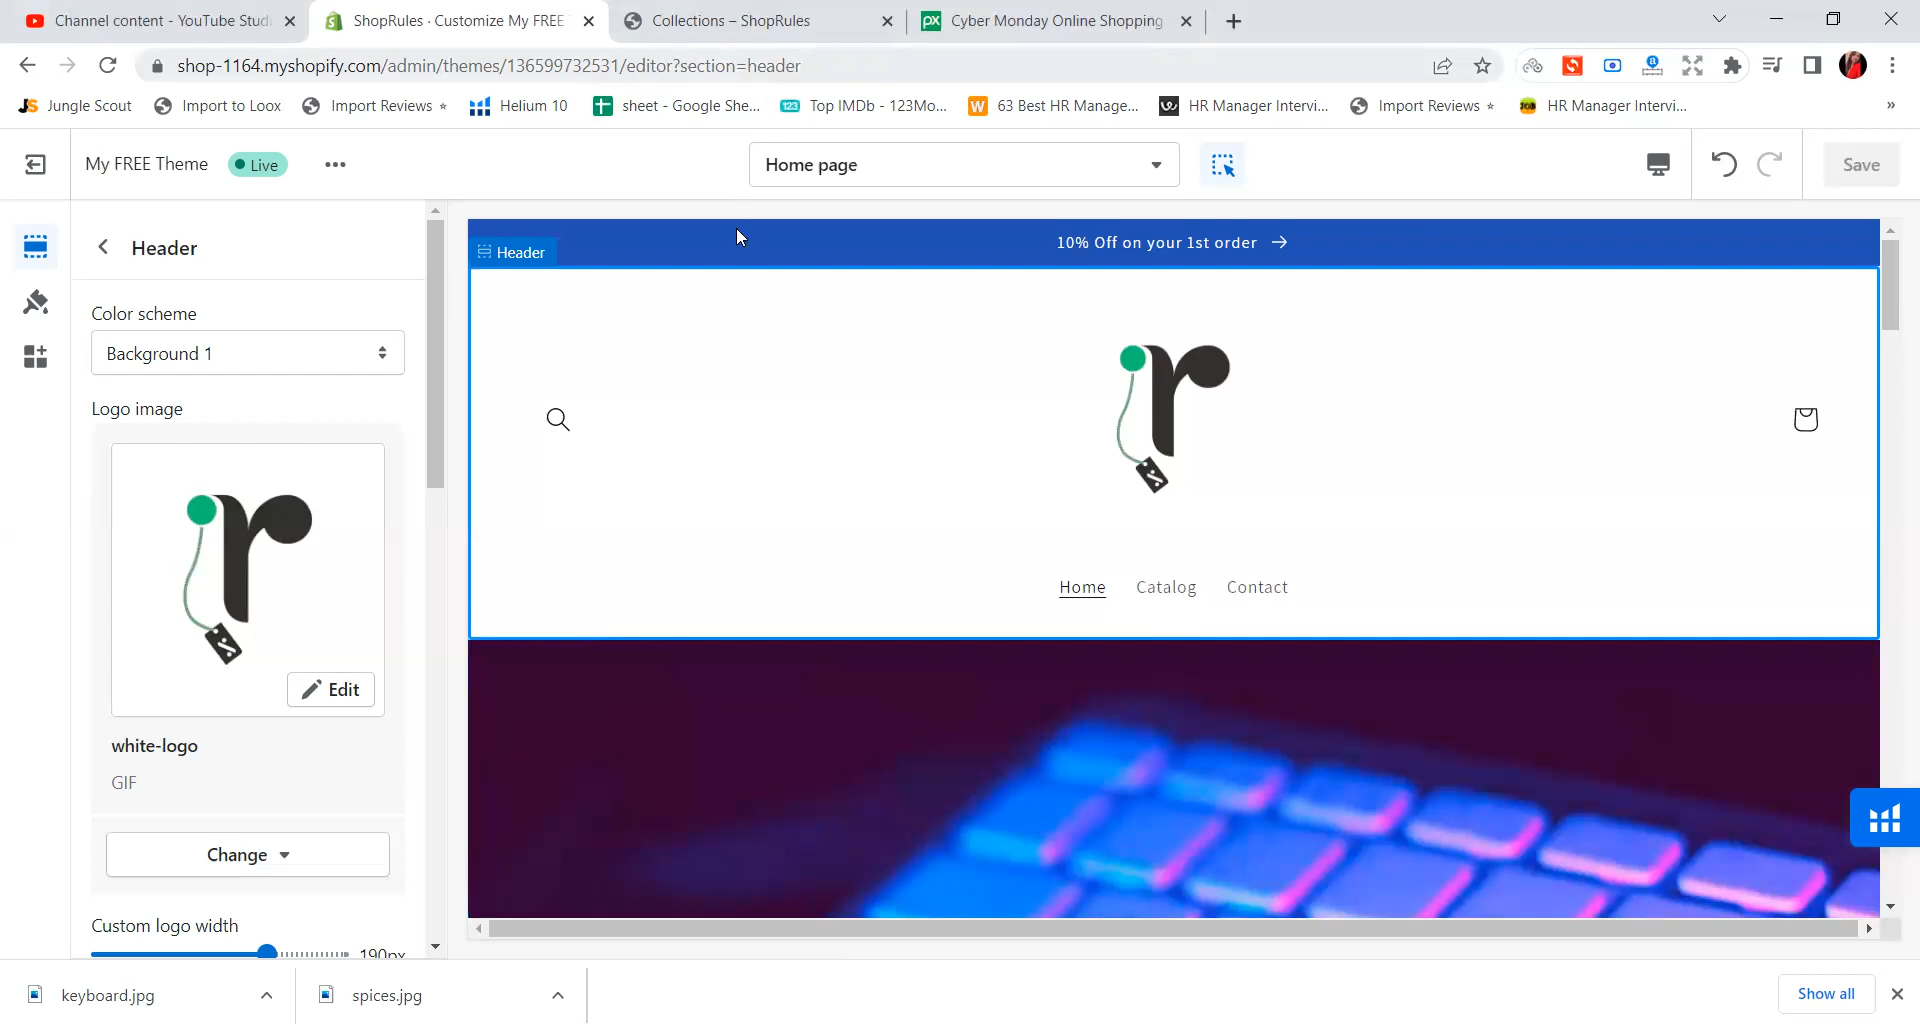 Channel content - YouTube Stud
ShopRules · Customize My FREE
Collections – ShopRules
Cyber Monday Online Shopping
shop-1164.myshopify.com/admin/themes/136599732531/editor?section=header
JS Jungle Scout
Import to Loox
Import Reviews
Helium 10
sheet - Google She...
123 Top IMDb - 123Mo...
W 63 Best HR Manage...
HR Manager Intervi...
Import Reviews
JOB HR Manager Intervi...
»
My FREE Theme
Live
Home page
Save
Header
Color scheme
Background 1
Logo image
Edit
white-logo
GIF
Change
Custom logo width
190px
10% Off on your 1st order →
Header
r
Home Catalog Contact
keyboard.jpg
spices.jpg
Show all